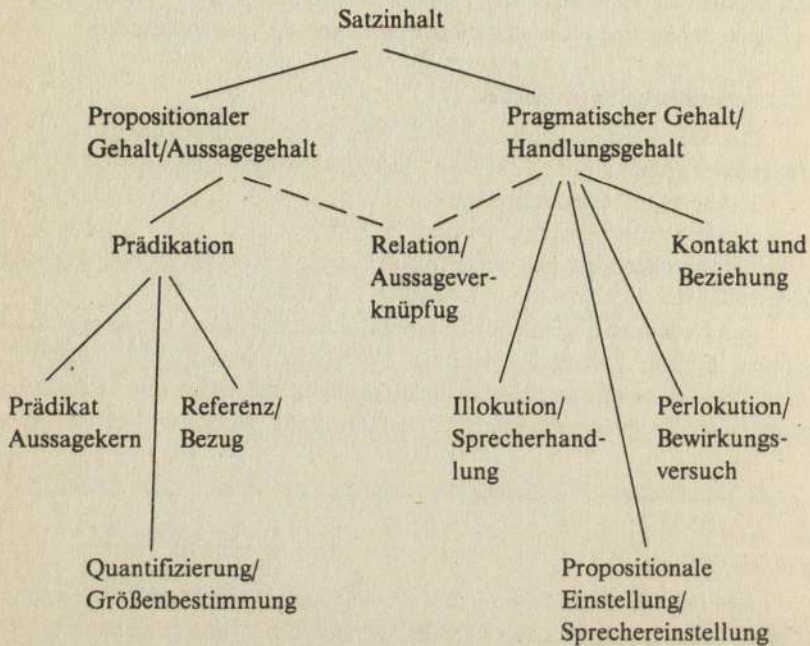 Satzinhalt
Propositionaler
Gehalt/Aussagegehalt
Pragmatischer Gehalt/
Handlungsgehalt
Prädikation
Relation/
Aussagever-
knüpfug
Kontakt und
Beziehung
Prädikat
Aussagekern
Referenz/
Bezug
Illokution/
Sprecherhand-
lung
Perlokution/
Bewirkungs-
versuch
Quantifizierung/
Größenbestimmung
Propositionale
Einstellung/
Sprechereinstellung